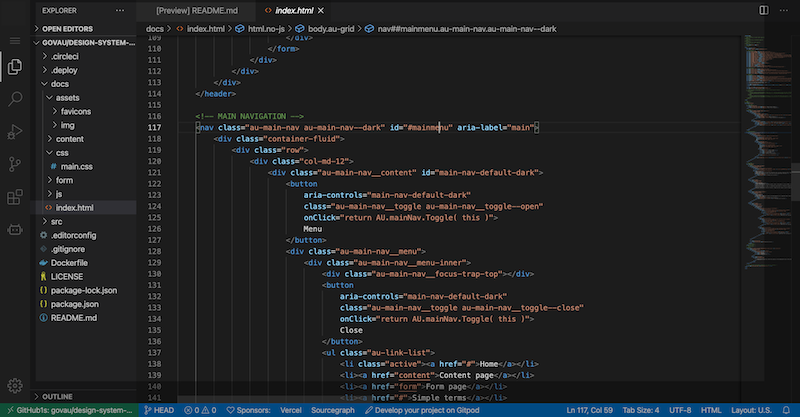 EXPLORER
OPEN EDITORS
GOVAU/DESIGN-SYSTEM-...
.circleci
.deploy
docs
assets
favicons
img
content
css
main.css
form
js
index.html
src
.editorconfig
.gitignore
Dockerfile
LICENSE
package-lock.json
package.json
README.md
OUTLINE
[Preview] README.md
index.html
docs > index.html > html.no-js > body.au-grid > nav##mainmenu.au-main-nav.au-main-nav--dark
109 </div>
110 </form>
111 </div>
112 </div>
113 </div>
114 </header>
115
116 <!-- MAIN NAVIGATION -->
117 <nav class="au-main-nav au-main-nav--dark" id="#mainmenu" aria-label="main">
118 <div class="container-fluid">
119 <div class="row">
120 <div class="col-md-12">
121 <div class="au-main-nav__content" id="main-nav-default-dark">
122 <button
123 aria-controls="main-nav-default-dark"
124 class="au-main-nav__toggle au-main-nav__toggle--open"
125 onClick="return AU.mainNav.Toggle( this )">
126 Menu
127 </button>
128 <div class="au-main-nav__menu">
129 <div class="au-main-nav__menu-inner">
130 <div class="au-main-nav__focus-trap-top"></div>
131 <button
132 aria-controls="main-nav-default-dark"
133 class="au-main-nav__toggle au-main-nav__toggle--close"
134 onClick="return AU.mainNav.Toggle( this )">
135 Close
136 </button>
137 <ul class="au-link-list">
138 <li class="active"><a href="#">Home</a></li>
139 <li><a href="content">Content page</a></li>
140 <li><a href="form">Form page</a></li>
141 <li><a href="#">Simple terms</a></li>
GitHub1s: govau/design-system-... HEAD 0 0 Sponsors: Vercel Sourcegraph Develop your project on Gitpod Ln 117, Col 59 Tab Size: 4 UTF-8 HTML Layout: U.S.